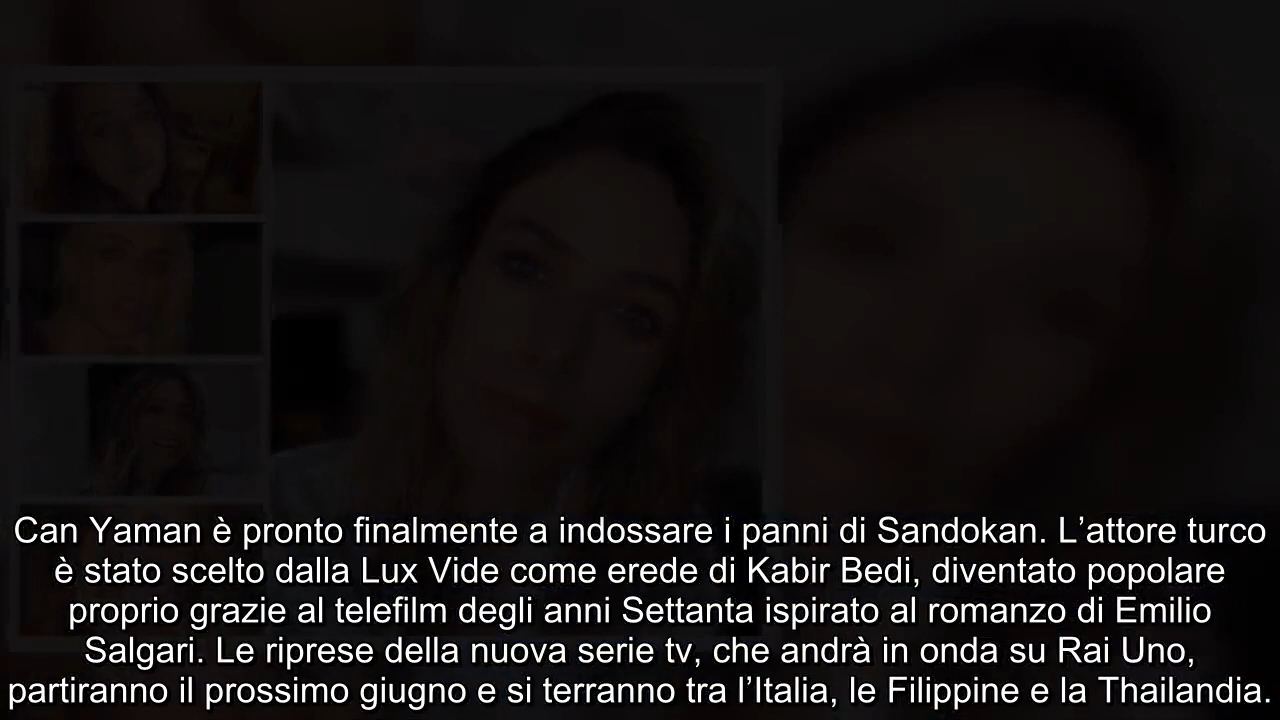 Can Yaman è pronto finalmente a indossare i panni di Sandokan. L’attore turco
è stato scelto dalla Lux Vide come erede di Kabir Bedi, diventato popolare
proprio grazie al telefilm degli anni Settanta ispirato al romanzo di Emilio
Salgari. Le riprese della nuova serie tv, che andrà in onda su Rai Uno,
partiranno il prossimo giugno e si terranno tra l’Italia, le Filippine e la Thailandia.